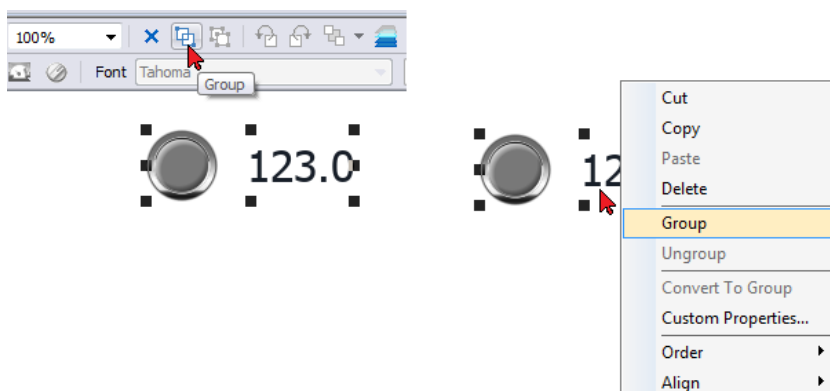 100%
Font Tahoma
Group
123.0
12
Cut
Copy
Paste
Delete
Group
Ungroup
Convert To Group
Custom Properties...
Order
Align